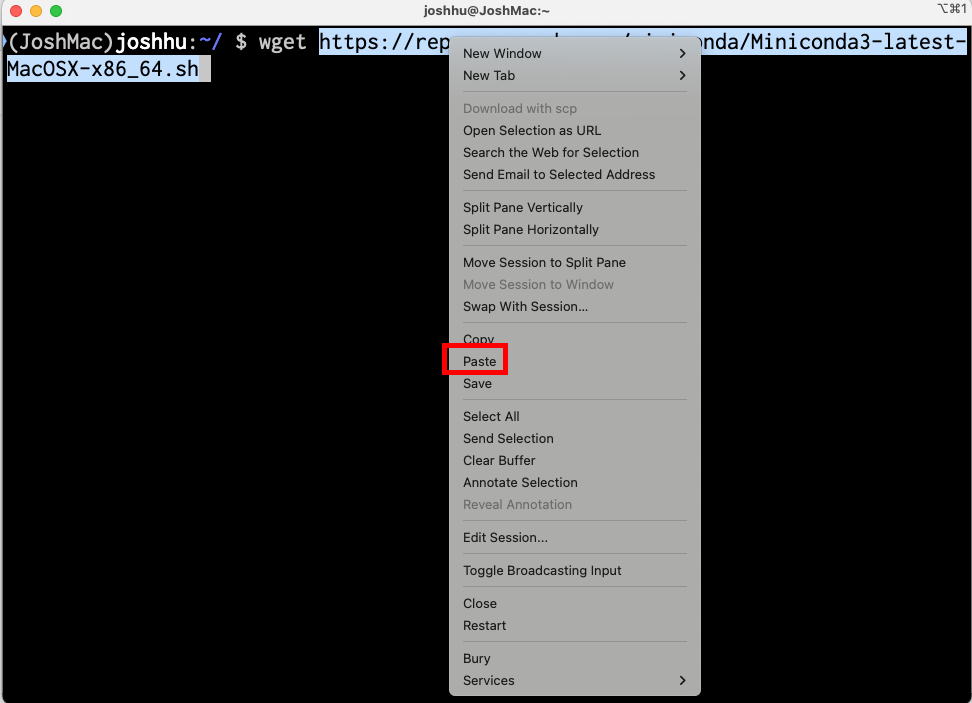 joshhu@JoshMac:~
⌥⌘1
(JoshMac)joshhu:~/ $ wget https://rep /Miniconda3-latest-
MacOSX-x86_64.sh
New Window
New Tab
Download with scp
Open Selection as URL
Search the Web for Selection
Send Email to Selected Address
Split Pane Vertically
Split Pane Horizontally
Move Session to Split Pane
Move Session to Window
Swap With Session...
Copy
Paste
Save
Select All
Send Selection
Clear Buffer
Annotate Selection
Reveal Annotation
Edit Session...
Toggle Broadcasting Input
Close
Restart
Bury
Services